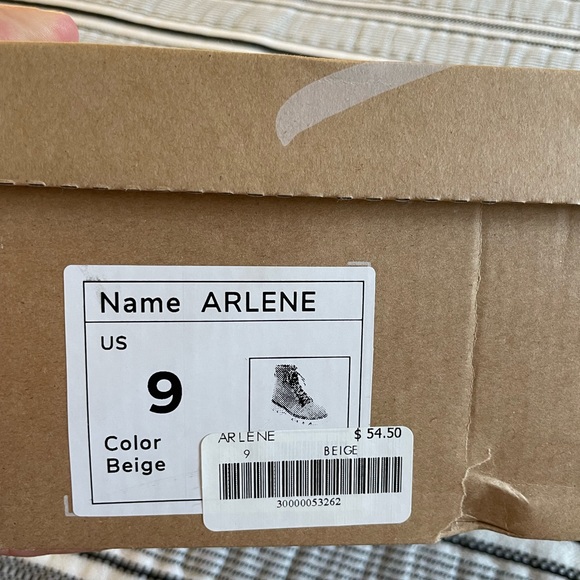 Name ARLENE
US
9
Color
Beige
ARLENE $ 54.50
9 BEIGE
30000053262